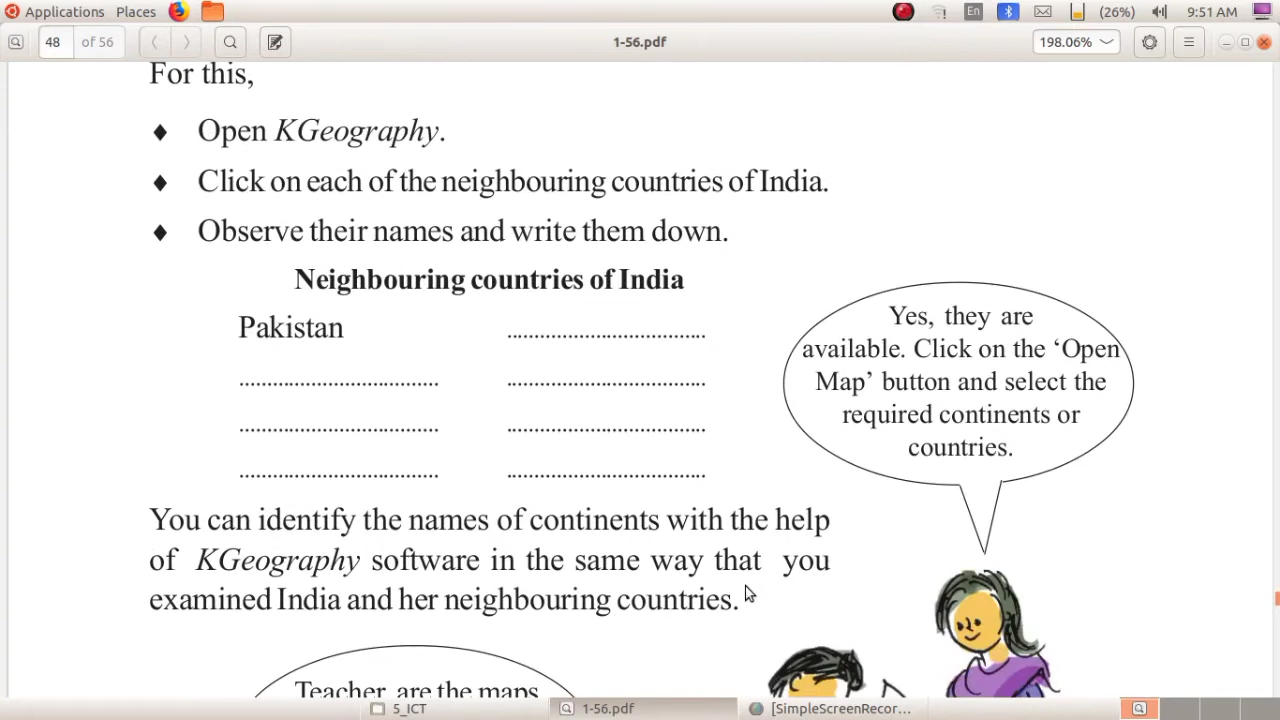 Applications Places En (26%) 9:51 AM
48 of 56 1-56.pdf 198.06%
For this,
♦ Open KGeography.
♦ Click on each of the neighbouring countries of India.
♦ Observe their names and write them down.
Neighbouring countries of India
Pakistan .....................................
..................................... .....................................
..................................... .....................................
..................................... .....................................
You can identify the names of continents with the help
of KGeography software in the same way that you
examined India and her neighbouring countries.
Yes, they are
available. Click on the ‘Open
Map’ button and select the
required continents or
countries.
Teacher, are the maps
5_ICT 1-56.pdf [SimpleScreenRecor...